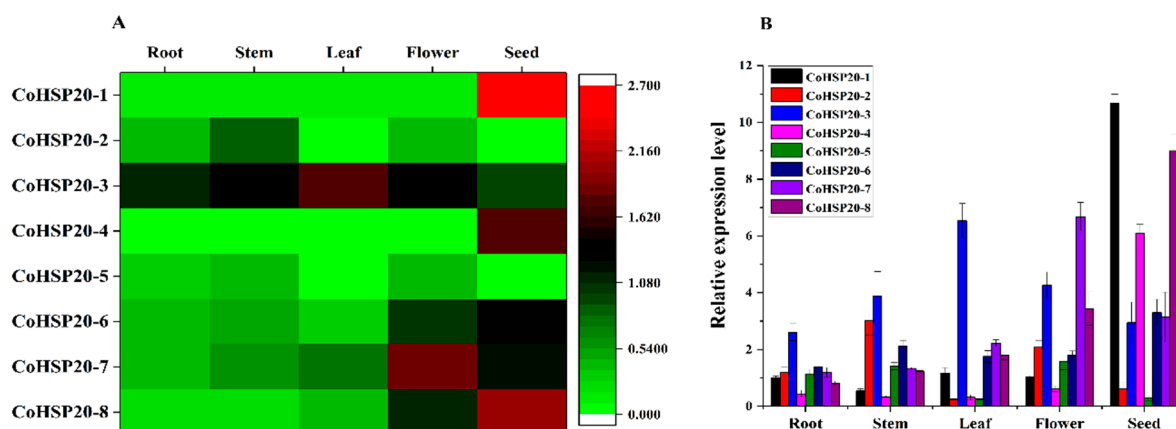 A
Root Stem Leaf Flower Seed
CoHSP20-1
CoHSP20-2
CoHSP20-3
CoHSP20-4
CoHSP20-5
CoHSP20-6
CoHSP20-7
CoHSP20-8
2.700
2.160
1.620
1.080
0.5400
0.000
B
Relative expression level
12
10
8
6
4
2
0
CoHSP20-1
CoHSP20-2
CoHSP20-3
CoHSP20-4
CoHSP20-5
CoHSP20-6
CoHSP20-7
CoHSP20-8
Root Stem Leaf Flower Seed